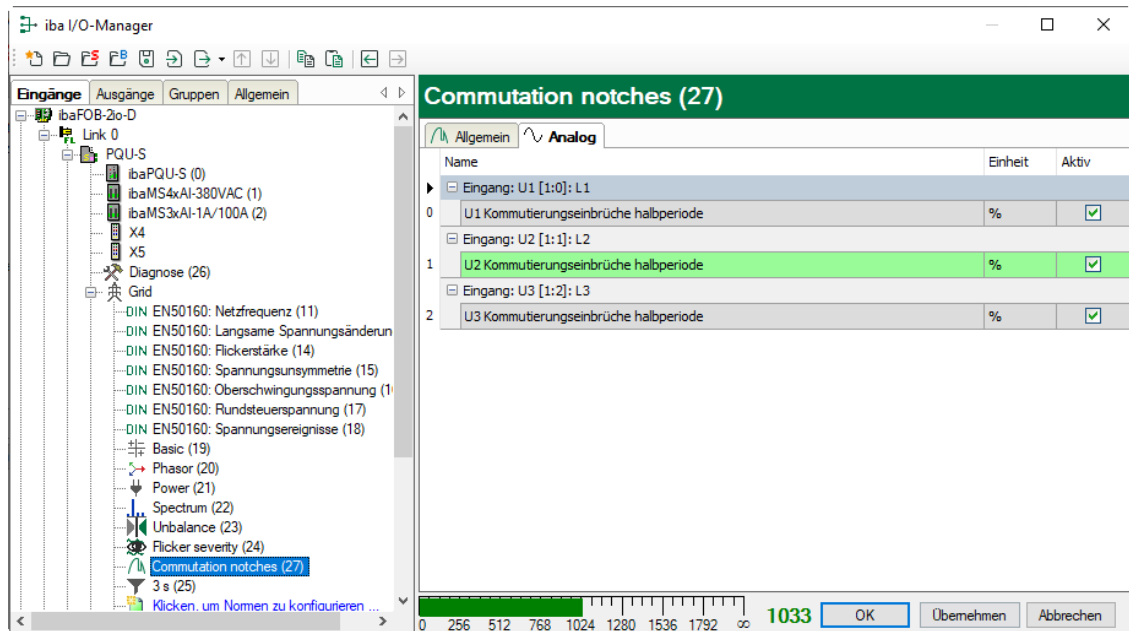 iba I/O-Manager
Eingänge Ausgänge Gruppen Allgemein
ibaFOB-2io-D
Link 0
PQU-S
ibaPQU-S (0)
ibaMS4xAI-380VAC (1)
ibaMS3xAI-1A/100A (2)
X4
X5
Diagnose (26)
Grid
DIN EN50160: Netzfrequenz (11)
DIN EN50160: Langsame Spannungsänderun
DIN EN50160: Flickerstärke (14)
DIN EN50160: Spannungsunsymmetrie (15)
DIN EN50160: Oberschwingungsspannung (1
DIN EN50160: Rundsteuerspannung (17)
DIN EN50160: Spannungsereignisse (18)
Basic (19)
Phasor (20)
Power (21)
Spectrum (22)
Unbalance (23)
Flicker severity (24)
Commutation notches (27)
3 s (25)
Klicken, um Normen zu konfigurieren ...
Commutation notches (27)
Allgemein Analog
Name Einheit Aktiv
Eingang: U1 [1:0]: L1
0 U1 Kommutierungseinbrüche halbperiode %
Eingang: U2 [1:1]: L2
1 U2 Kommutierungseinbrüche halbperiode %
Eingang: U3 [1:2]: L3
2 U3 Kommutierungseinbrüche halbperiode %
0 256 512 768 1024 1280 1536 1792 ∞ 1033 OK Übernehmen Abbrechen